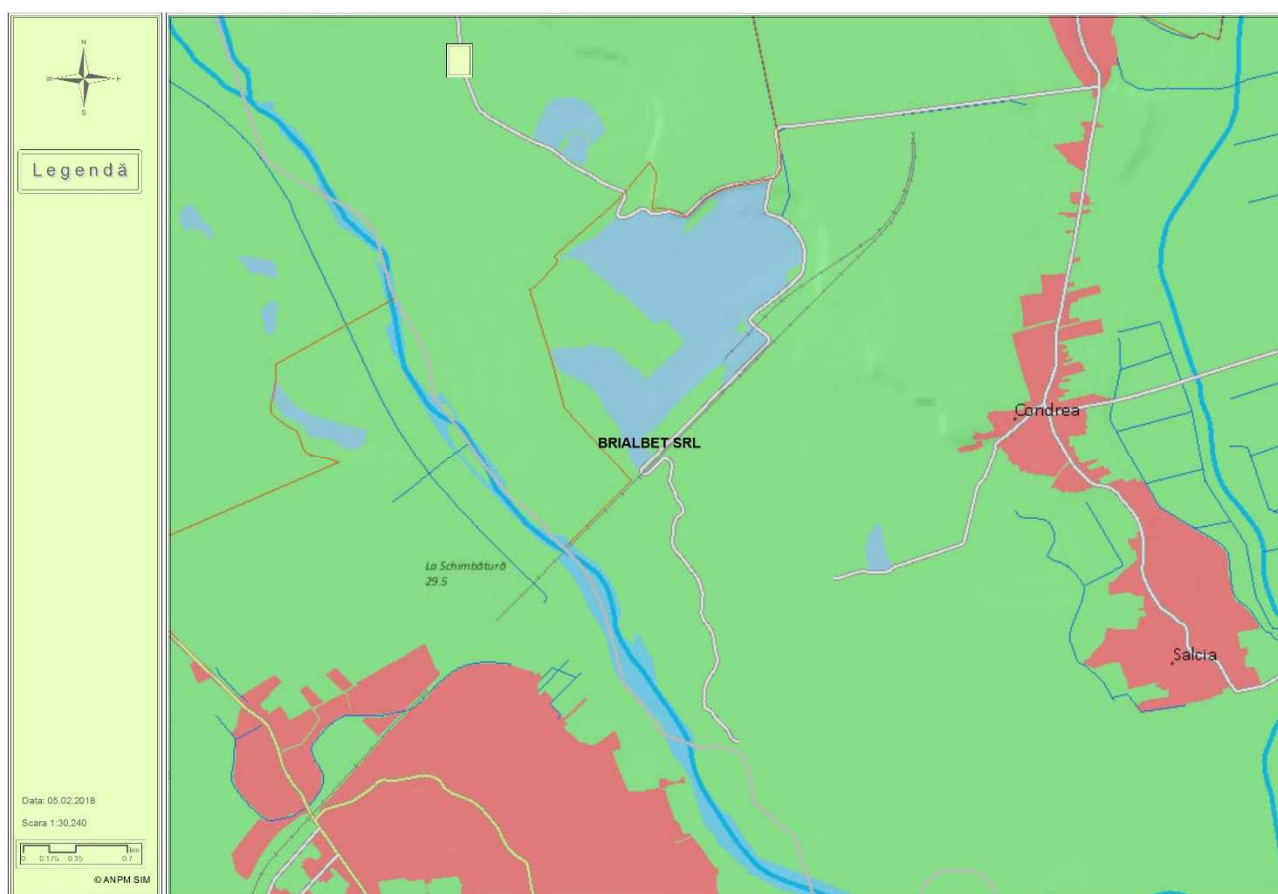 N
W E
S
Legendă
Data: 05.02.2018
Scara 1:30,240
km
0 0.175 0.35 0.7
© ANPM SIM
Condrea
BRIALBET SRL
La Schimbătură
29.5
Salcia